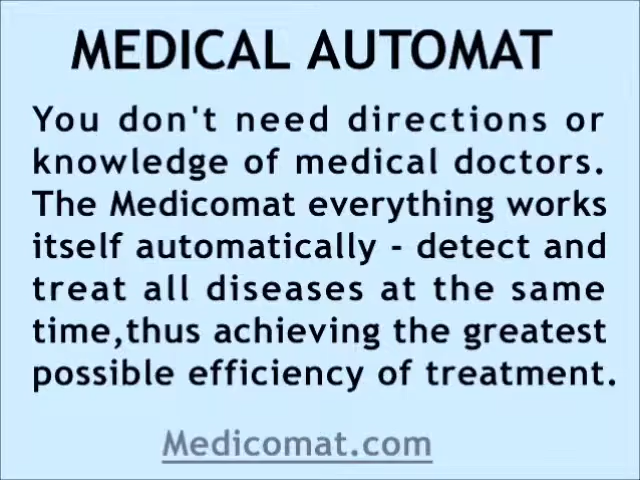 MEDICAL AUTOMAT
You don't need directions or
knowledge of medical doctors.
The Medicomat everything works
itself automatically - detect and
treat all diseases at the same
time,thus achieving the greatest
possible efficiency of treatment.
Medicomat.com